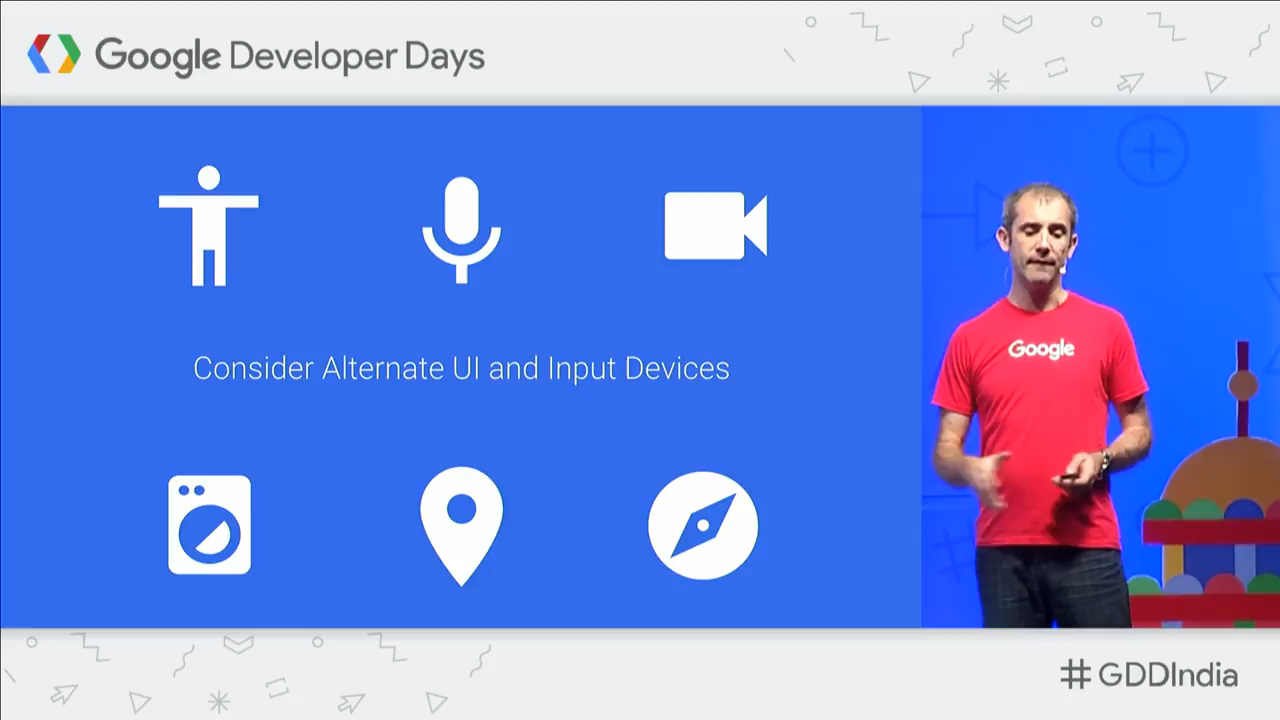 Google Developer Days
Consider Alternate UI and Input Devices
Google
#GDDIndia